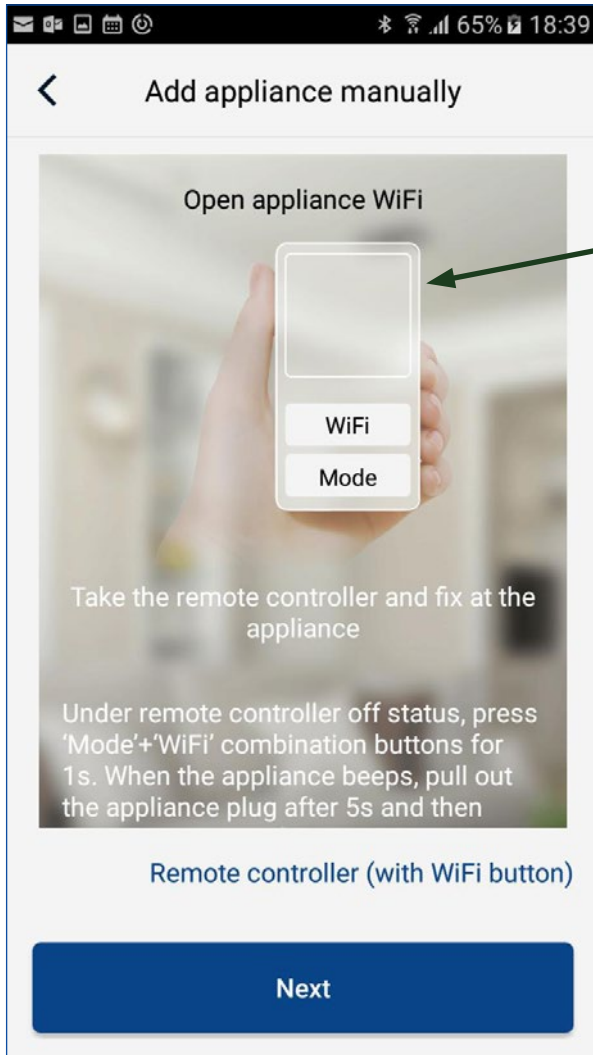 65% 18:39
Add appliance manually
Open appliance WiFi
WiFi
Mode
Take the remote controller and fix at the
appliance
Under remote controller off status, press
‘Mode’+‘WiFi’ combination buttons for
1s. When the appliance beeps, pull out
the appliance plug after 5s and then
Remote controller (with WiFi button)
Next